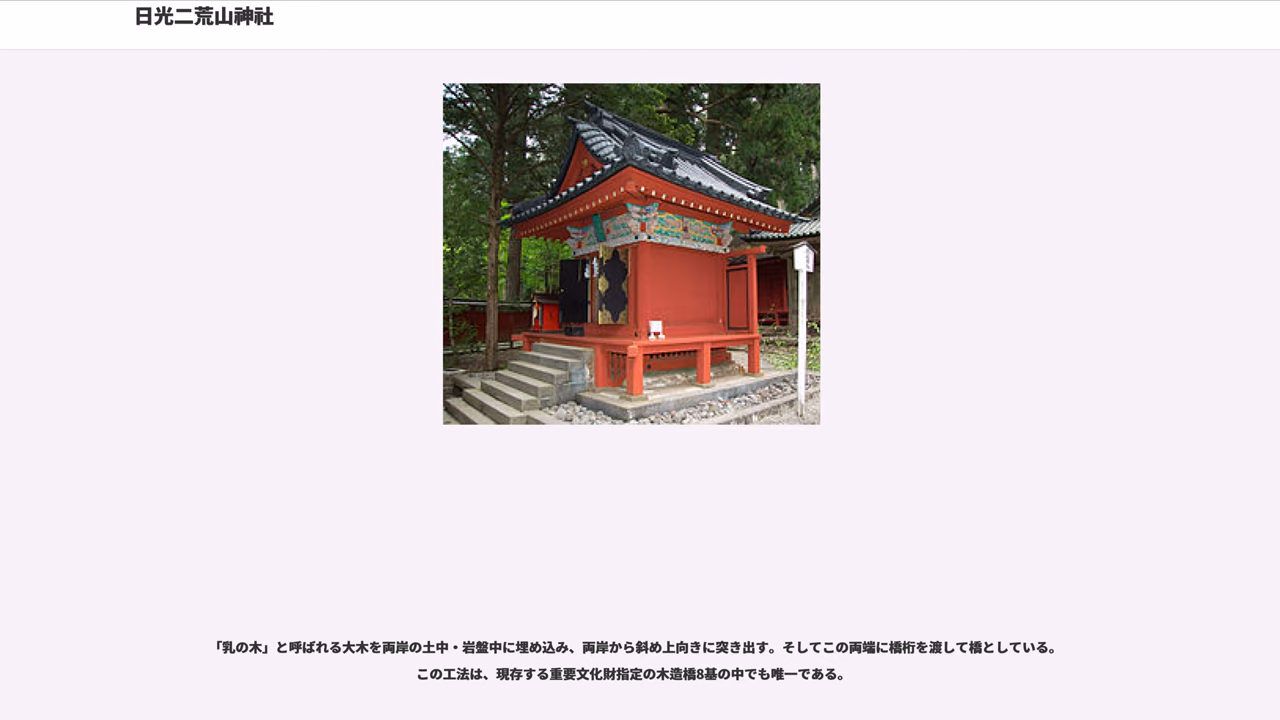 日光二荒山神社
「乳の木」と呼ばれる大木を両岸の土中・岩盤中に埋め込み、両岸から斜め上向きに突き出す。そしてこの両端に橋桁を渡して橋としている。
この工法は、現存する重要文化財指定の木造橋8基の中でも唯一である。